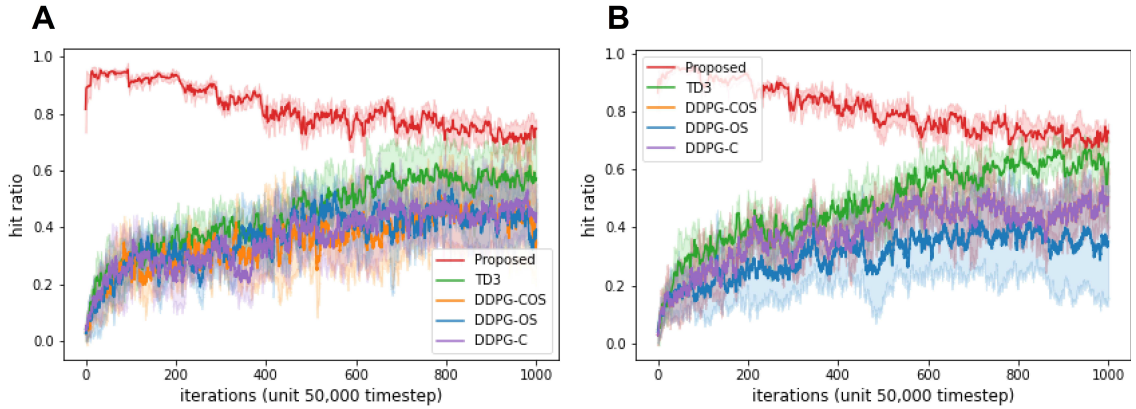 A
1.0
0.8
0.6
0.4
0.2
0.0
hit ratio
0
200
400
600
800
1000
iterations (unit 50,000 timestep)
Proposed
TD3
DDPG-COS
DDPG-OS
DDPG-C
B
1.0
0.8
0.6
0.4
0.2
0.0
hit ratio
Proposed
TD3
DDPG-COS
DDPG-OS
DDPG-C
0
200
400
600
800
1000
iterations (unit 50,000 timestep)